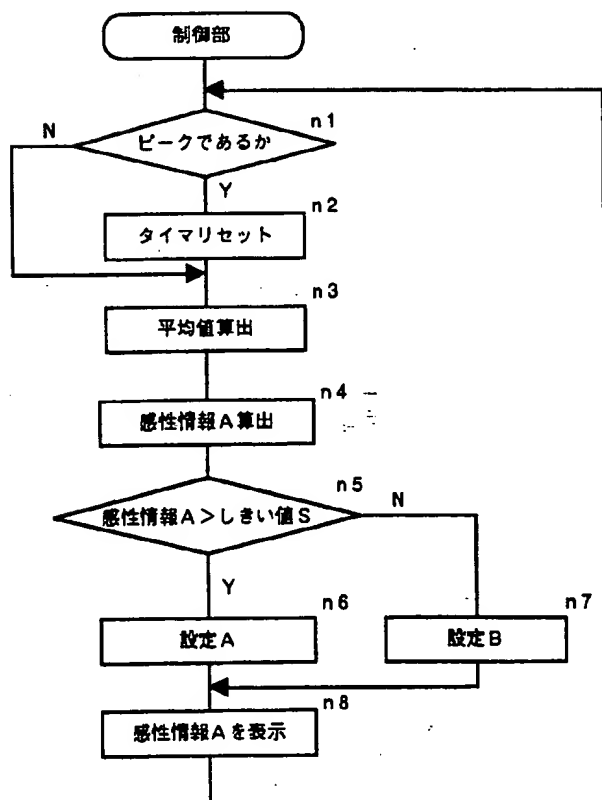 制御部
n1
N
ピークであるか
Y
n2
タイマリセット
n3
平均値算出
n4
感性情報A算出
n5
感性情報A>しきい値S
N
Y
n6
設定A
n7
設定B
n8
感性情報Aを表示